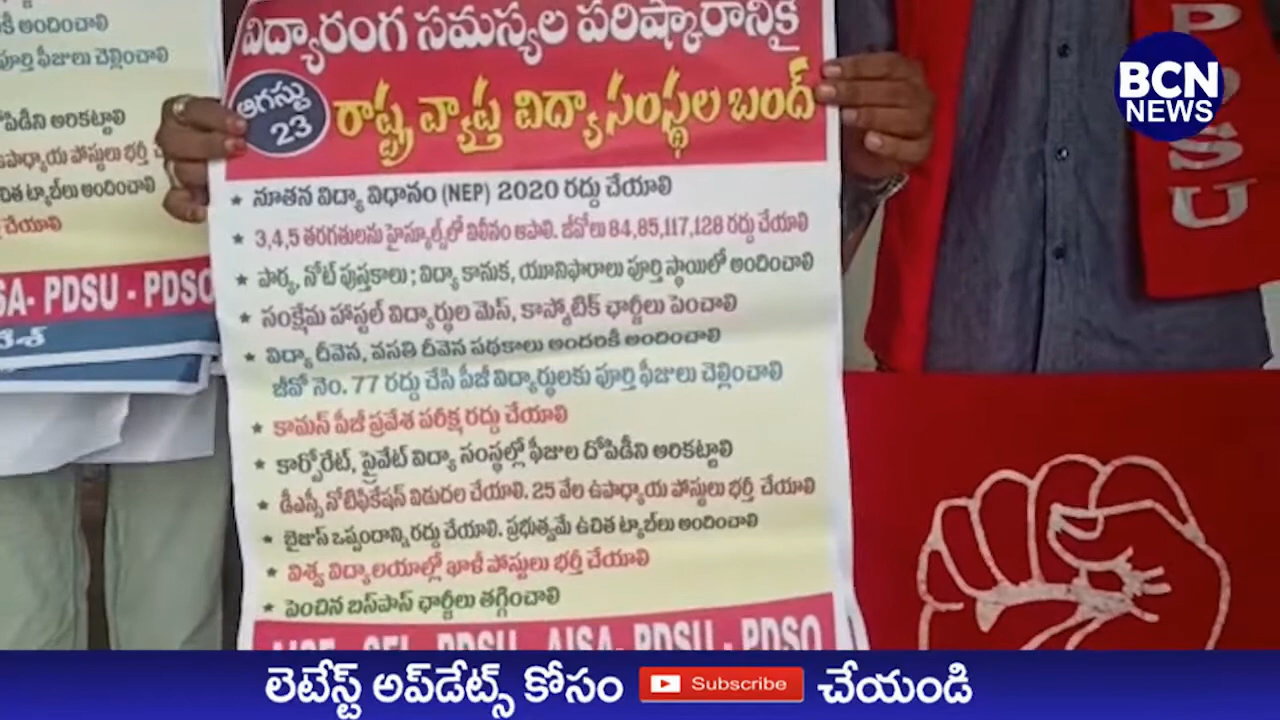 విద్యారంగ సమస్యల పరిష్కారానికై
ఆగస్టు 23
రాష్ట్ర వ్యాప్త విద్యా సంస్థల బంద్
* నూతన విద్యా విధానం (NEP) 2020 రద్దు చేయాలి
* 3,4,5 తరగతులను హైస్కూల్స్‌లో విలీనం ఆపాలి. జీవోలు 84,85,117,128 రద్దు చేయాలి
* పాఠ్య, నోట్ పుస్తకాలు ; విద్యా కానుక, యూనిఫారాలు పూర్తి స్థాయిలో అందించాలి
* సంక్షేమ హాస్టల్ విద్యార్థుల మెస్, కాస్మోటిక్ ఛార్జీలు పెంచాలి
* విద్యా దీవెన, వసతి దీవెన పథకాలు అందరికీ అందించాలి
జీవో నెం. 77 రద్దు చేసి పీజీ విద్యార్థులకు పూర్తి ఫీజులు చెల్లించాలి
* కామన్ పీజీ ప్రవేశ పరీక్ష రద్దు చేయాలి
* కార్పోరేట్, ప్రైవేట్ విద్యా సంస్థల్లో ఫీజుల దోపిడీని అరికట్టాలి
* డీఎస్సీ నోటిఫికేషన్ విడుదల చేయాలి. 25 వేల ఉపాధ్యాయ పోస్టులు భర్తీ చేయాలి
* బైజుస్ ఒప్పందాన్ని రద్దు చేయాలి. ప్రభుత్వమే ఉచిత ట్యాబ్‌లు అందించాలి
* విశ్వ విద్యాలయాల్లో ఖాళీ పోస్టులు భర్తీ చేయాలి
* పెంచిన బస్‌పాస్ ఛార్జీలు తగ్గించాలి
PDSU - AISA- PDSU - PDSO
అందించాలి
పూర్తి ఫీజులు చెల్లించాలి
అరికట్టాలి
పోస్టులు భర్తీ
ట్యాబ్‌లు అందించాలి
చేయాలి
PDSU - PDSO
BCN
NEWS
లెటేస్ట్ అప్‌డేట్స్ కోసం Subscribe చేయండి